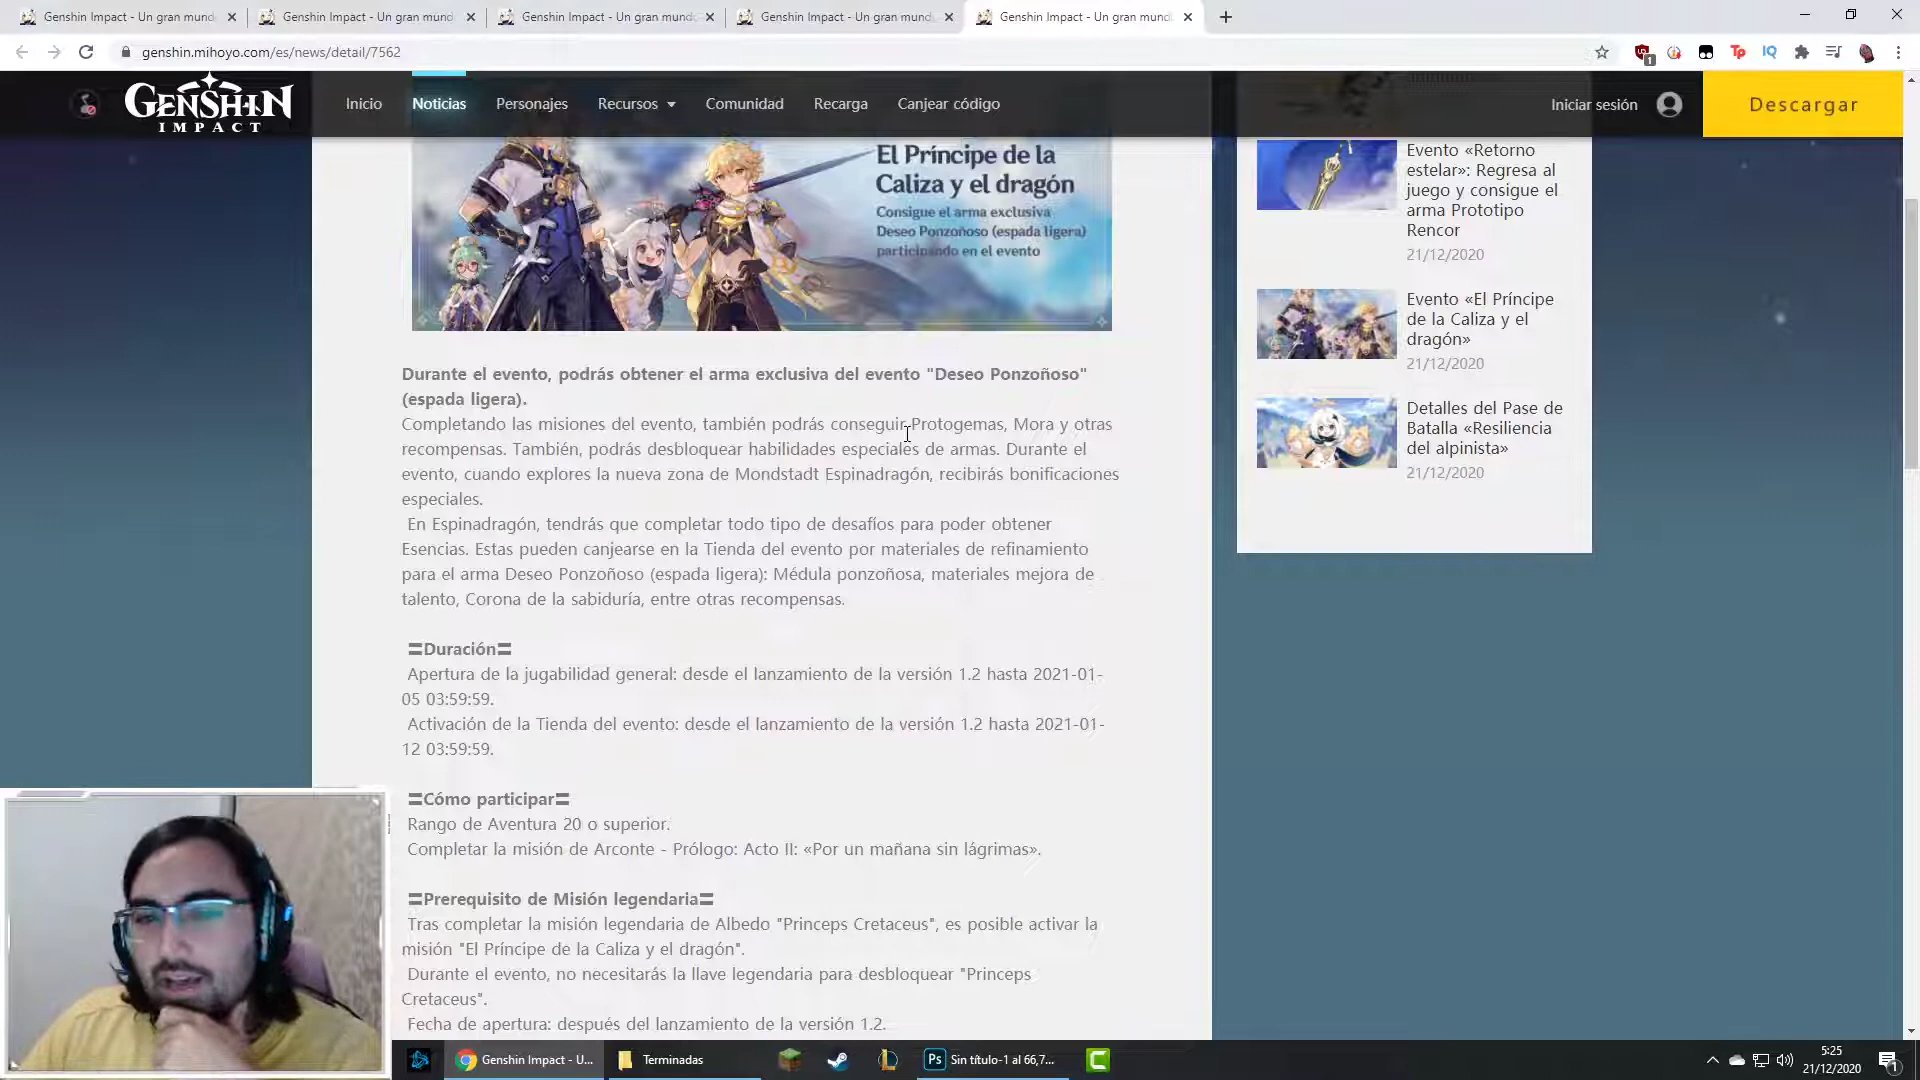 Genshin Impact - Un gran mund
Genshin Impact - Un gran mund
Genshin Impact - Un gran mund
Genshin Impact - Un gran mund
Genshin Impact - Un gran mund
genshin.mihoyo.com/es/news/detail/7562
1
Tp
IQ
GENSHIN
IMPACT
Inicio
Noticias
Personajes
Recursos
Comunidad
Recarga
Canjear código
Iniciar sesión
Descargar
El Príncipe de la
Caliza y el dragón
Consigue el arma exclusiva
Deseo Ponzoñoso (espada ligera)
participando en el evento
Durante el evento, podrás obtener el arma exclusiva del evento "Deseo Ponzoñoso"
(espada ligera).
Completando las misiones del evento, también podrás conseguir Protogemas, Mora y otras
recompensas. También, podrás desbloquear habilidades especiales de armas. Durante el
evento, cuando explores la nueva zona de Mondstadt Espinadragón, recibirás bonificaciones
especiales.
En Espinadragón, tendrás que completar todo tipo de desafíos para poder obtener
Esencias. Estas pueden canjearse en la Tienda del evento por materiales de refinamiento
para el arma Deseo Ponzoñoso (espada ligera): Médula ponzoñosa, materiales mejora de
talento, Corona de la sabiduría, entre otras recompensas.
〓Duración〓
Apertura de la jugabilidad general: desde el lanzamiento de la versión 1.2 hasta 2021-01-
05 03:59:59.
Activación de la Tienda del evento: desde el lanzamiento de la versión 1.2 hasta 2021-01-
12 03:59:59.
〓Cómo participar〓
Rango de Aventura 20 o superior.
Completar la misión de Arconte - Prólogo: Acto II: «Por un mañana sin lágrimas».
〓Prerequisito de Misión legendaria〓
Tras completar la misión legendaria de Albedo "Princeps Cretaceus", es posible activar la
misión "El Príncipe de la Caliza y el dragón".
Durante el evento, no necesitarás la llave legendaria para desbloquear "Princeps
Cretaceus".
Fecha de apertura: después del lanzamiento de la versión 1.2.
Evento «Retorno
estelar»: Regresa al
juego y consigue el
arma Prototipo
Rencor
21/12/2020
Evento «El Príncipe
de la Caliza y el
dragón»
21/12/2020
Detalles del Pase de
Batalla «Resiliencia
del alpinista»
21/12/2020
Genshin Impact - U...
Terminadas
Ps
Sin título-1 al 66,7...
5:25
21/12/2020
1